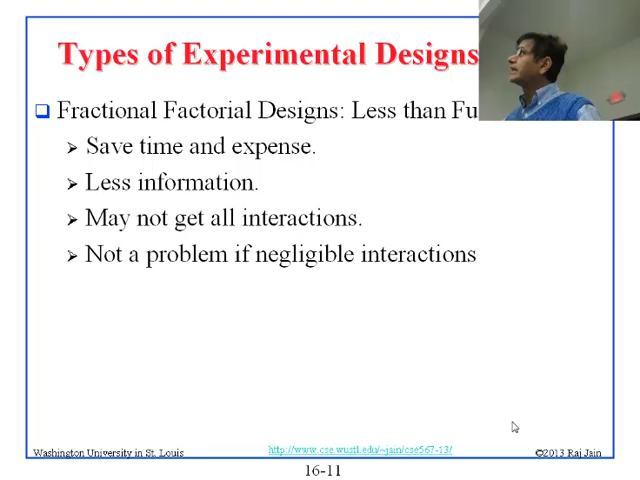 Types of Experimental Designs
Fractional Factorial Designs: Less than Fu
Save time and expense.
Less information.
May not get all interactions.
Not a problem if negligible interactions
Washington University in St. Louis
http://www.cse.wustl.edu/~jain/cse567-13/
©2013 Raj Jain
16-11